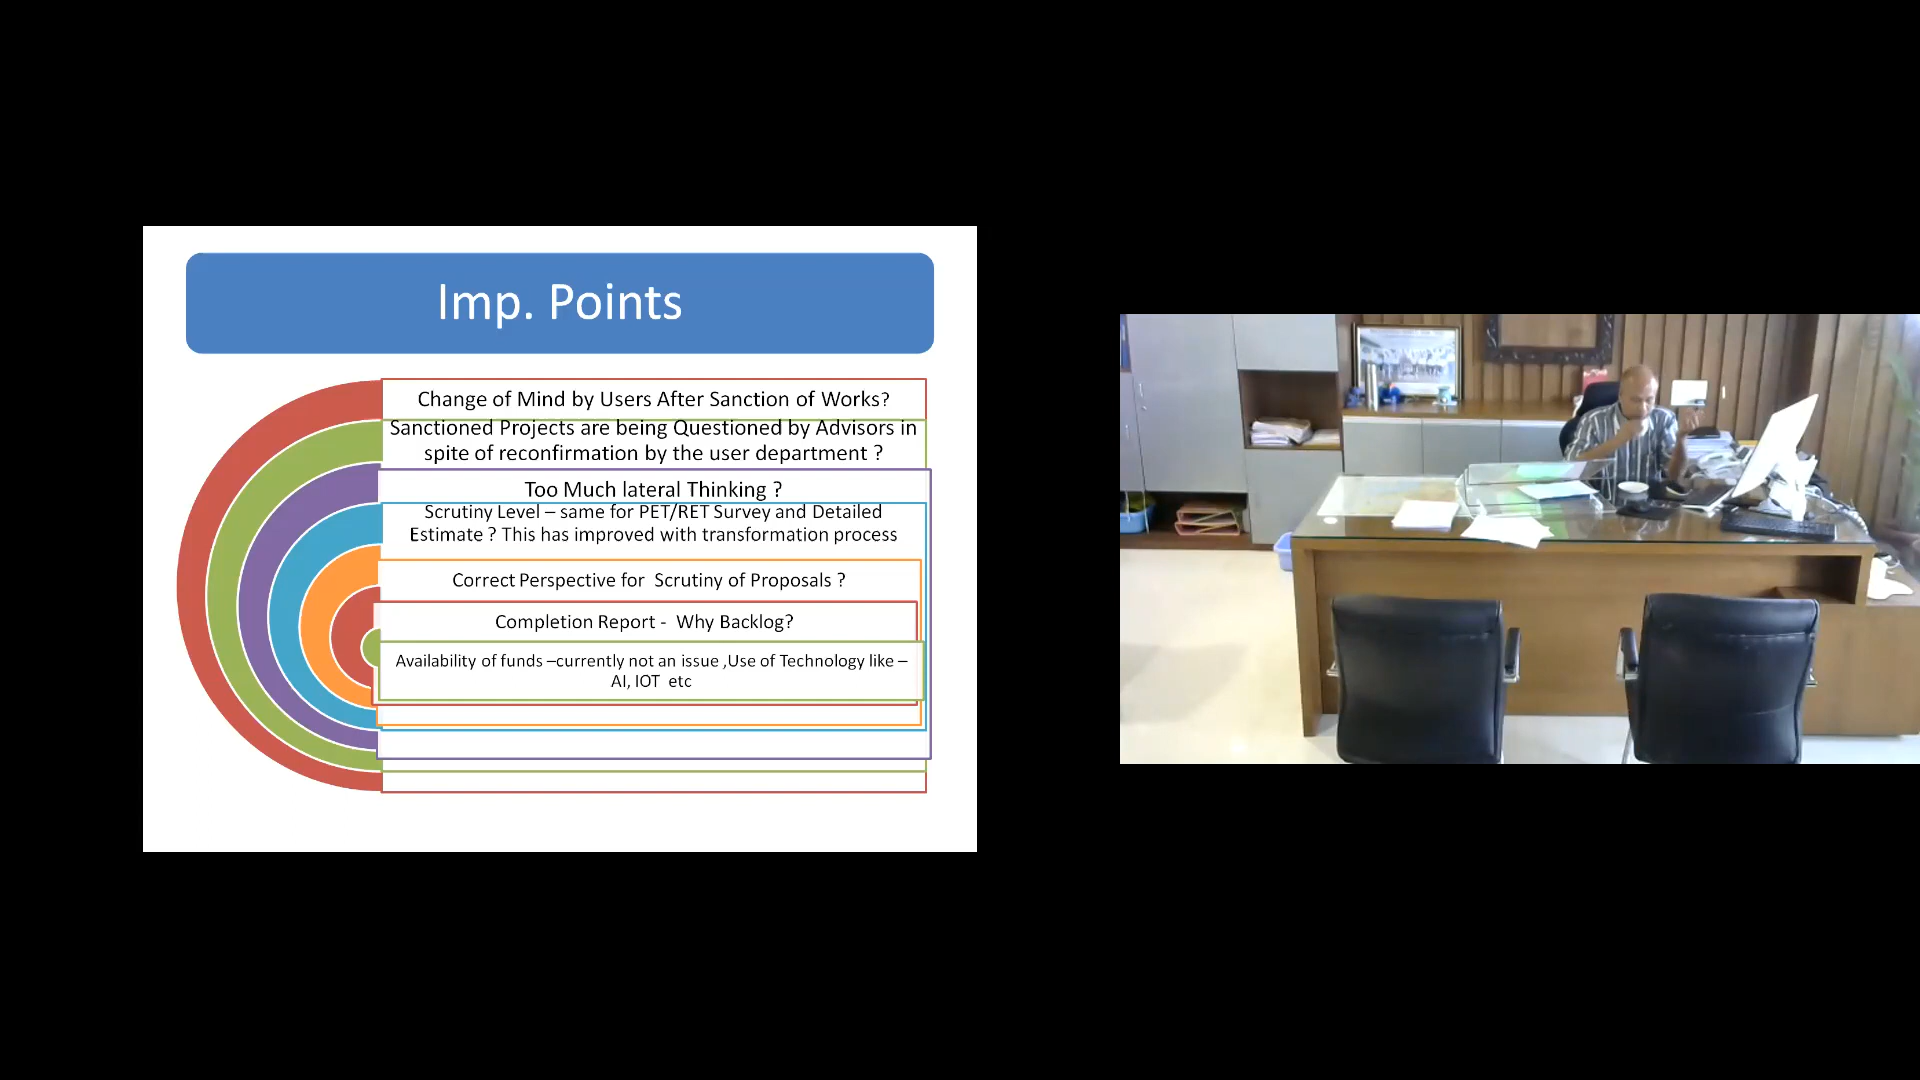 Imp. Points
Change of Mind by Users After Sanction of Works?
Sanctioned Projects are being Questioned by Advisors in
spite of reconfirmation by the user department ?
Too Much lateral Thinking ?
Scrutiny Level – same for PET/RET Survey and Detailed
Estimate ? This has improved with transformation process
Correct Perspective for Scrutiny of Proposals ?
Completion Report - Why Backlog?
Availability of funds –currently not an issue ,Use of Technology like –
AI, IOT etc